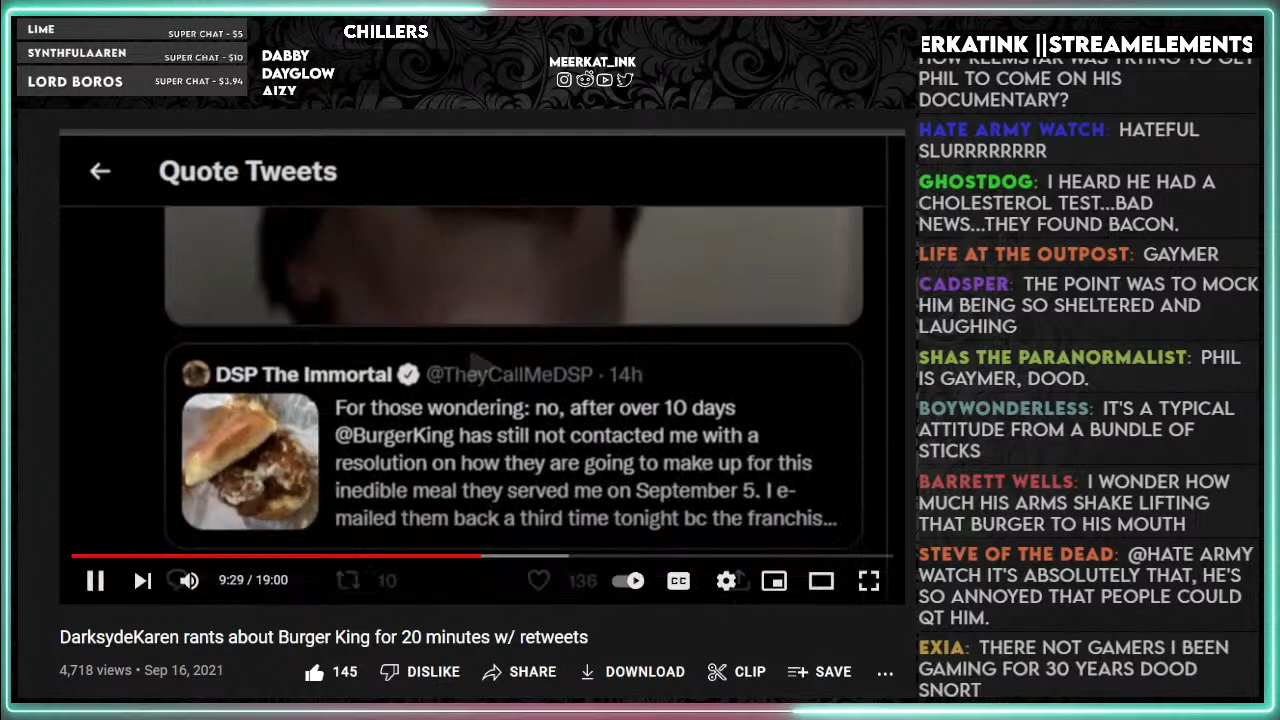 LIME SUPER CHAT - $5
SYNTHFULAAREN SUPER CHAT - $10
LORD BOROS SUPER CHAT - $3.94
DABBY
DAYGLOW
AIZY
CHILLERS
MEERKAT_INK
ERKATINK ||STREAMELEMENTS
Quote Tweets
DSP The Immortal @TheyCallMeDSP · 14h
For those wondering: no, after over 10 days
@BurgerKing has still not contacted me with a
resolution on how they are going to make up for this
inedible meal they served me on September 5. I e-
mailed them back a third time tonight bc the franchis...
9:29 / 19:00
10
136
CC
DarksydeKaren rants about Burger King for 20 minutes w/ retweets
4,718 views • Sep 16, 2021
145 DISLIKE SHARE DOWNLOAD CLIP SAVE ...
HOW KEEMSTAR WAS TRYING TO GET
PHIL TO COME ON HIS
DOCUMENTARY?
HATE ARMY WATCH: HATEFUL
SLURRRRRRRR
GHOSTDOG: I HEARD HE HAD A
CHOLESTEROL TEST...BAD
NEWS...THEY FOUND BACON.
LIFE AT THE OUTPOST: GAYMER
CADSPER: THE POINT WAS TO MOCK
HIM BEING SO SHELTERED AND
LAUGHING
SHAS THE PARANORMALIST: PHIL
IS GAYMER, DOOD.
BOYWONDERLESS: IT'S A TYPICAL
ATTITUDE FROM A BUNDLE OF
STICKS
BARRETT WELLS: I WONDER HOW
MUCH HIS ARMS SHAKE LIFTING
THAT BURGER TO HIS MOUTH
STEVE OF THE DEAD: @HATE ARMY
WATCH IT'S ABSOLUTELY THAT, HE'S
SO ANNOYED THAT PEOPLE COULD
QT HIM.
EXIA: THERE NOT GAMERS I BEEN
GAMING FOR 30 YEARS DOOD
SNORT